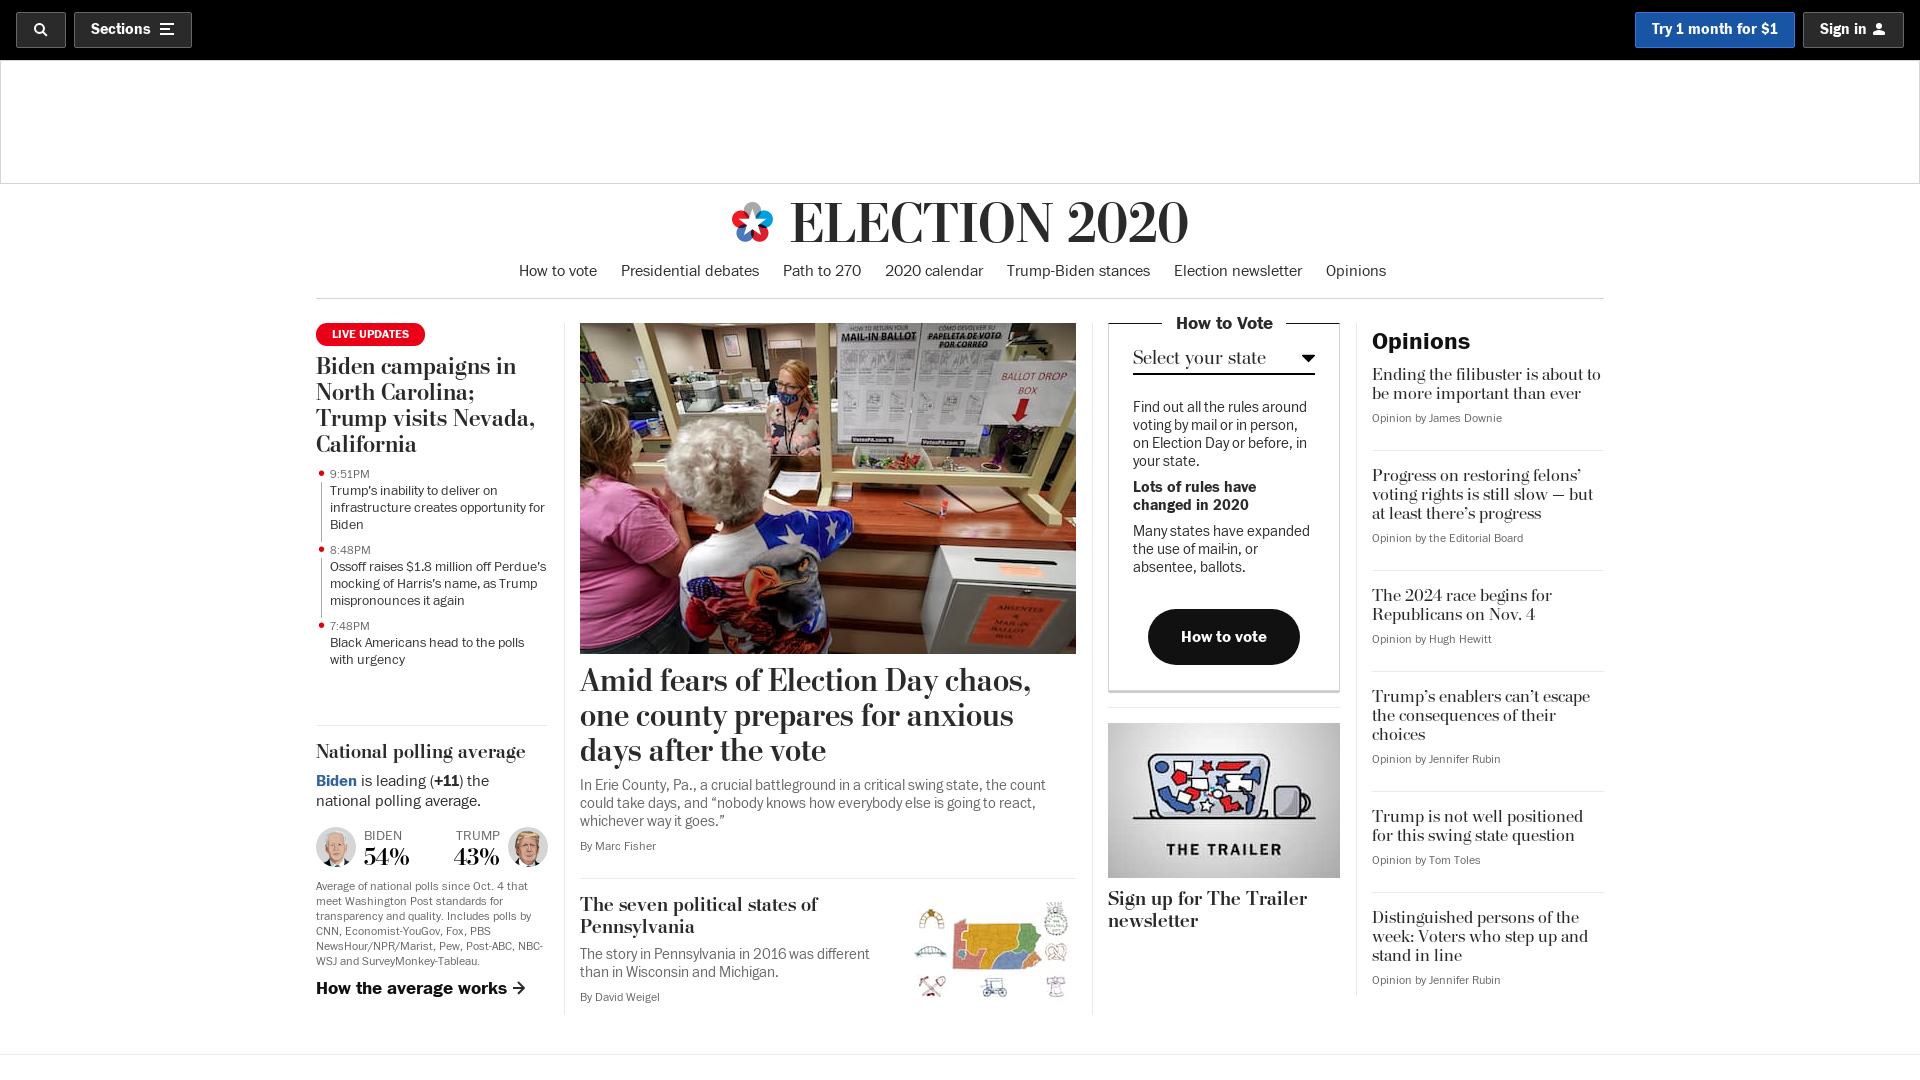 Sections
Try 1 month for $1
Sign in
ELECTION 2020
How to vote
Presidential debates
Path to 270
2020 calendar
Trump-Biden stances
Election newsletter
Opinions
LIVE UPDATES
Biden campaigns in
North Carolina;
Trump visits Nevada,
California
9:51PM
Trump's inability to deliver on
infrastructure creates opportunity for
Biden
8:48PM
Ossoff raises $1.8 million off Perdue's
mocking of Harris's name, as Trump
mispronounces it again
7:48PM
Black Americans head to the polls
with urgency
National polling average
Biden is leading (+11) the
national polling average.
BIDEN
54%
TRUMP
43%
Average of national polls since Oct. 4 that
meet Washington Post standards for
transparency and quality. Includes polls by
CNN, Economist-YouGov, Fox, PBS
NewsHour/NPR/Marist, Pew, Post-ABC, NBC-
WSJ and SurveyMonkey-Tableau.
How the average works
HOW TO RETURN YOUR
MAIL-IN BALLOT
CÓMO DEVOLVER SU
PAPELETA DE VOTO
POR CORREO
BALLOT DROP
BOX
VotesPA.com
VotesPA.com
ABSENTEE
&
MAIL-IN
BALLOT
BOX
Amid fears of Election Day chaos,
one county prepares for anxious
days after the vote
In Erie County, Pa., a crucial battleground in a critical swing state, the count
could take days, and “nobody knows how everybody else is going to react,
whichever way it goes.”
By Marc Fisher
The seven political states of
Pennsylvania
The story in Pennsylvania in 2016 was different
than in Wisconsin and Michigan.
By David Weigel
How to Vote
Select your state
Find out all the rules around
voting by mail or in person,
on Election Day or before, in
your state.
Lots of rules have
changed in 2020
Many states have expanded
the use of mail-in, or
absentee, ballots.
How to vote
THE TRAILER
Sign up for The Trailer
newsletter
Opinions
Ending the filibuster is about to
be more important than ever
Opinion by James Downie
Progress on restoring felons’
voting rights is still slow — but
at least there’s progress
Opinion by the Editorial Board
The 2024 race begins for
Republicans on Nov. 4
Opinion by Hugh Hewitt
Trump’s enablers can’t escape
the consequences of their
choices
Opinion by Jennifer Rubin
Trump is not well positioned
for this swing state question
Opinion by Tom Toles
Distinguished persons of the
week: Voters who step up and
stand in line
Opinion by Jennifer Rubin